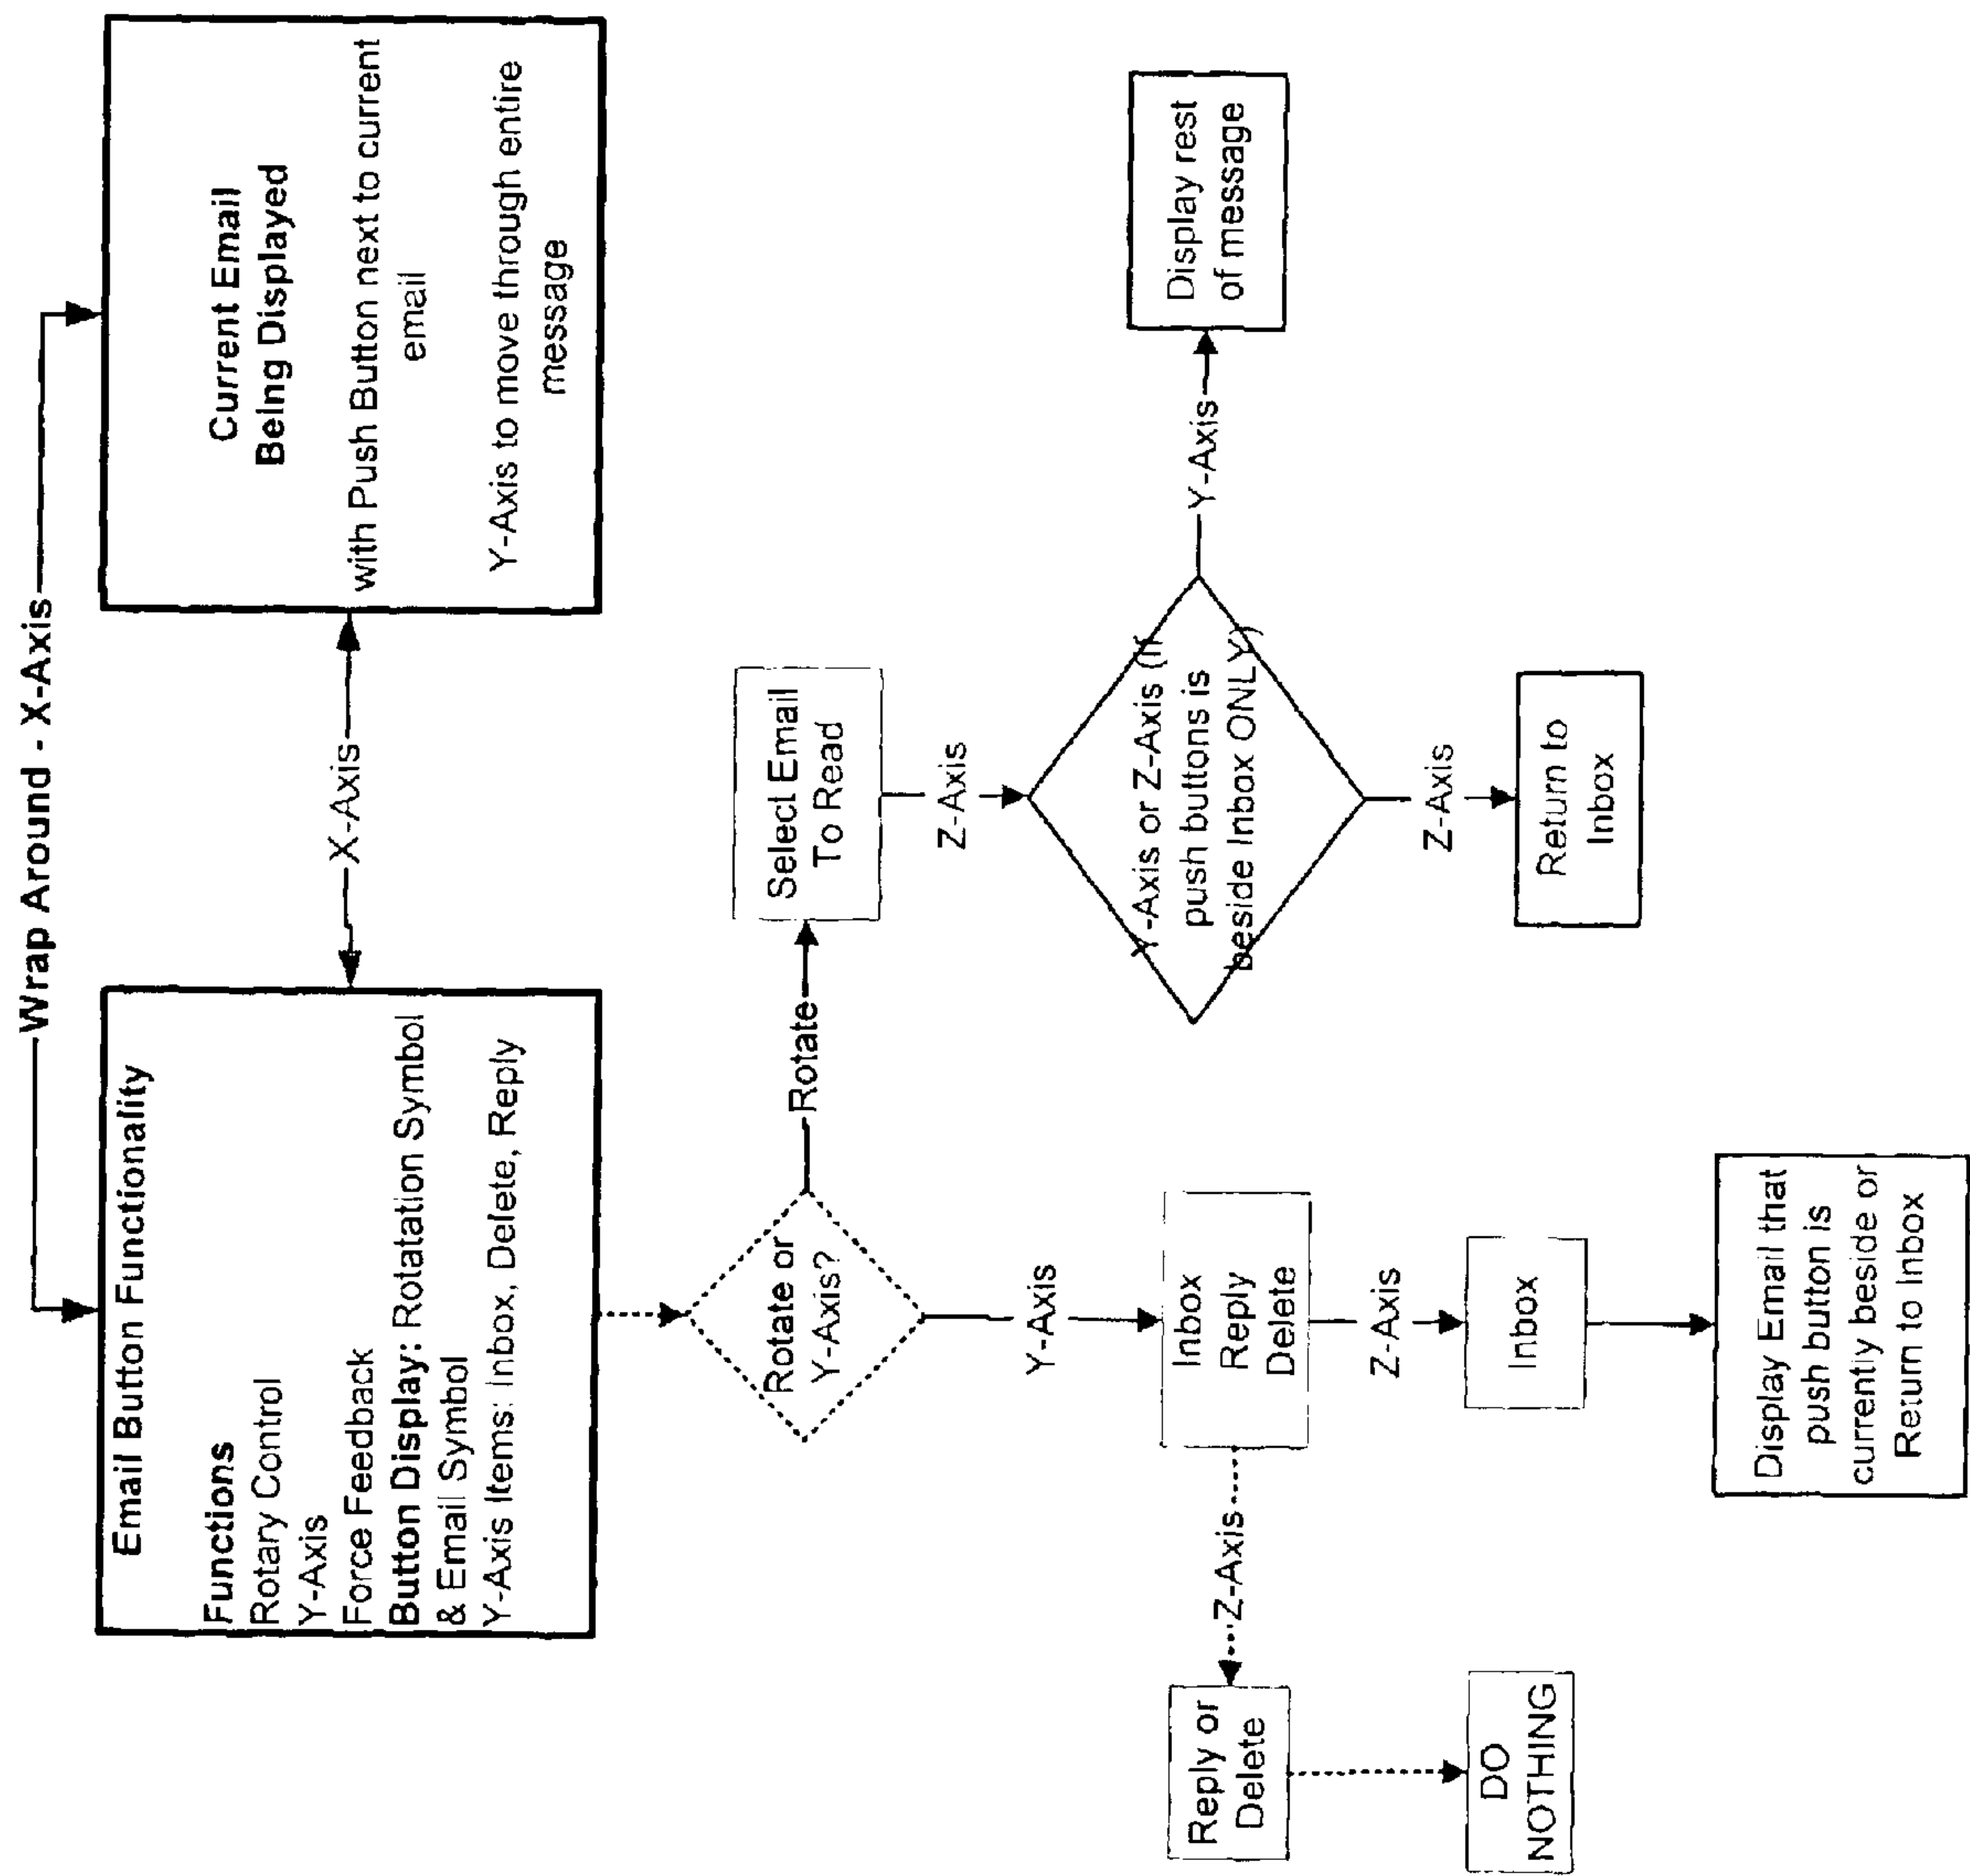 Wrap Around - X-Axis
Email Button Functionality
Functions
Rotary Control
Y-Axis
Force Feedback
Button Display: Rotatation Symbol
& Email Symbol
Y-Axis Items: Inbox, Delete, Reply
X-Axis
Current Email
Being Displayed
with Push Button next to current
email
Y-Axis to move through entire
message
Rotate or
Y-Axis?
Rotate
Select Email
To Read
Z-Axis
Y-Axis or Z-Axis (If
push buttons is
beside Inbox ONLY)
Y-Axis
Display rest
of message
Z-Axis
Return to
Inbox
Y-Axis
Inbox
Reply
Delete
Z-Axis
Reply or
Delete
DO
NOTHING
Z-Axis
Inbox
Display Email that
push button is
currently beside or
Return to Inbox